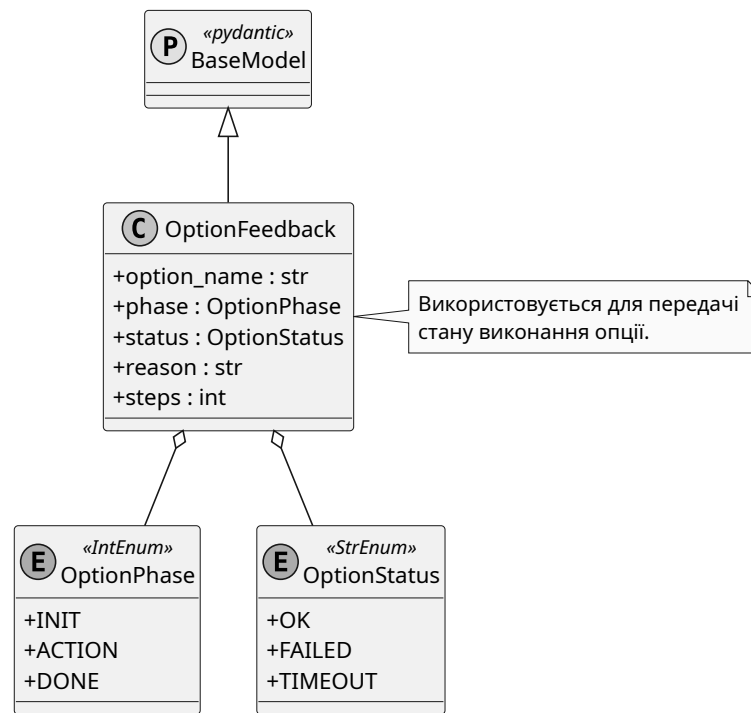 P
«pydantic»
BaseModel
C OptionFeedback
+option_name : str
+phase : OptionPhase
+status : OptionStatus
+reason : str
+steps : int
Використовується для передачі
стану виконання опції.
E
«IntEnum»
OptionPhase
+INIT
+ACTION
+DONE
E
«StrEnum»
OptionStatus
+OK
+FAILED
+TIMEOUT